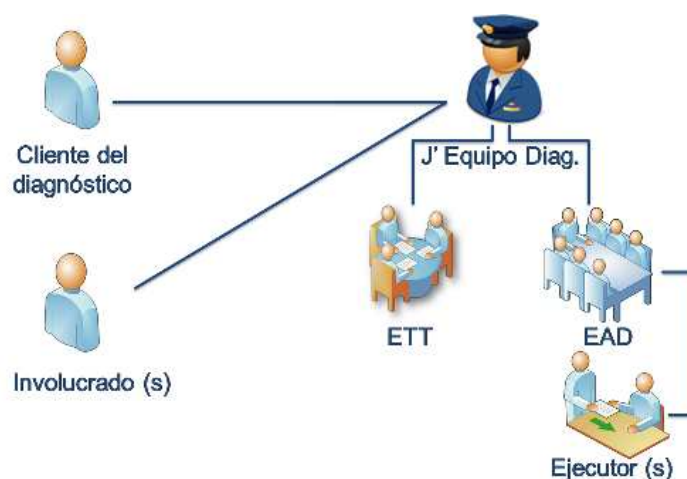 Cliente del
diagnóstico
J' Equipo Diag.
ETT
EAD
Involucrado (s)
Ejecutor (s)